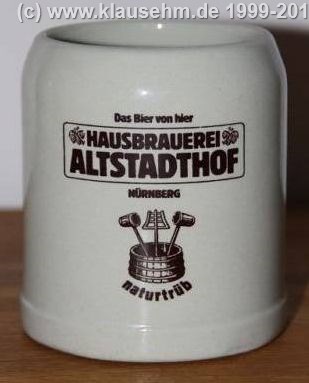 (c) www.klausehm.de 1999-201
Das Bier von hier
HAUSBRAUEREI
ALTSTADTHOF
NÜRNBERG
naturtrüb